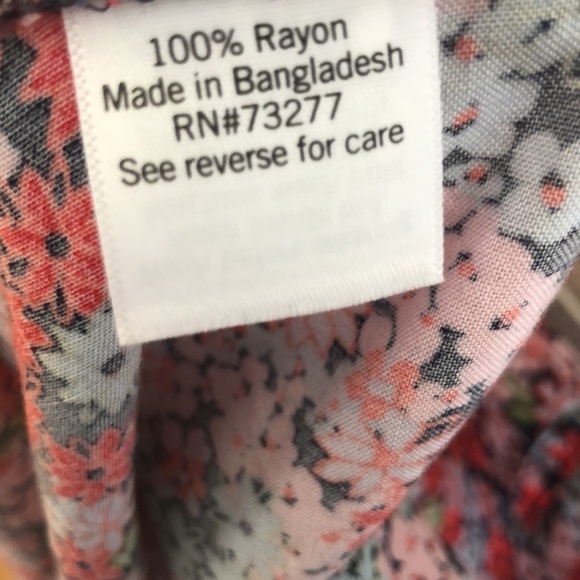 100% Rayon
Made in Bangladesh
RN#73277
See reverse for care